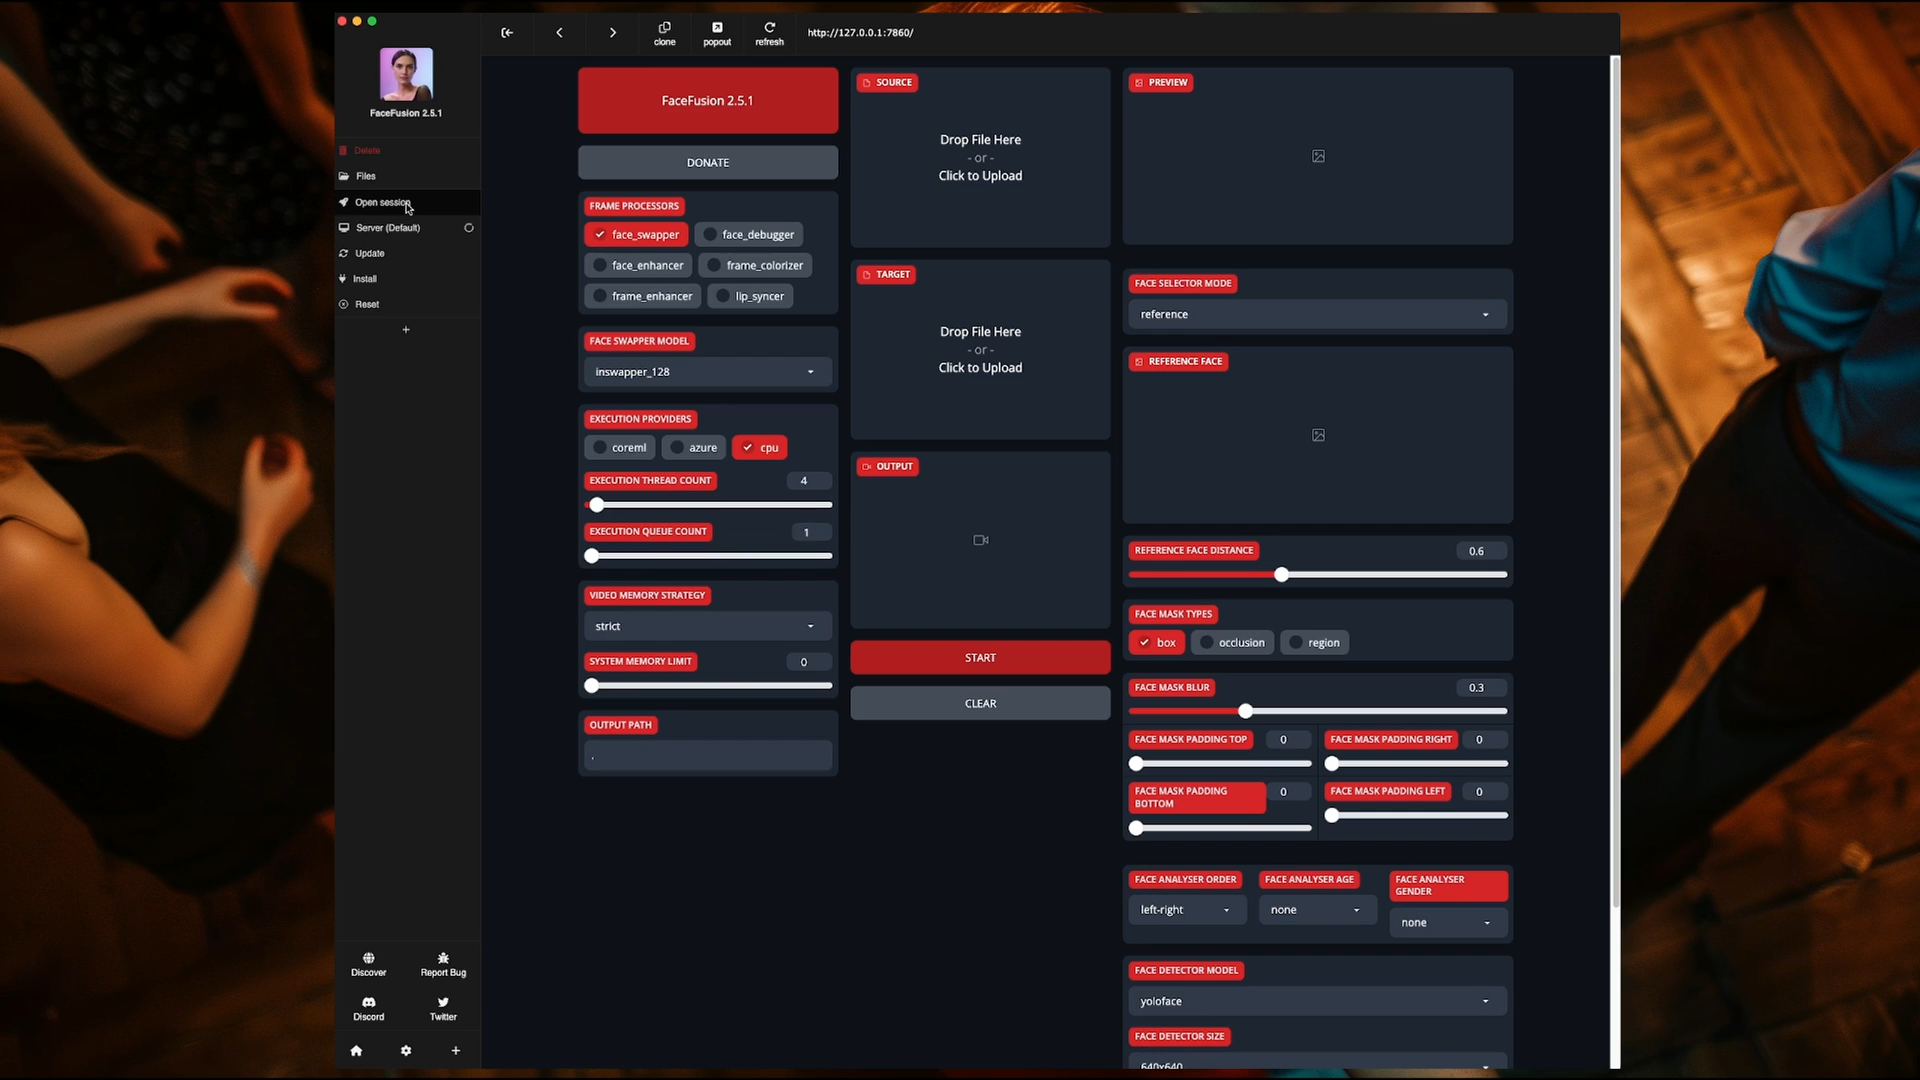 clone
popout
refresh
http://127.0.0.1:7860/
FaceFusion 2.5.1
Delete
Files
Open session
Server (Default)
Update
Install
Reset
+
Discover
Report Bug
Discord
Twitter
+
FaceFusion 2.5.1
DONATE
FRAME PROCESSORS
face_swapper
face_debugger
face_enhancer
frame_colorizer
frame_enhancer
lip_syncer
FACE SWAPPER MODEL
inswapper_128
EXECUTION PROVIDERS
coreml
azure
cpu
EXECUTION THREAD COUNT
4
EXECUTION QUEUE COUNT
1
VIDEO MEMORY STRATEGY
strict
SYSTEM MEMORY LIMIT
0
OUTPUT PATH
.
SOURCE
Drop File Here
- or -
Click to Upload
TARGET
Drop File Here
- or -
Click to Upload
OUTPUT
START
CLEAR
PREVIEW
FACE SELECTOR MODE
reference
REFERENCE FACE
REFERENCE FACE DISTANCE
0.6
FACE MASK TYPES
box
occlusion
region
FACE MASK BLUR
0.3
FACE MASK PADDING TOP
0
FACE MASK PADDING RIGHT
0
FACE MASK PADDING
BOTTOM
0
FACE MASK PADDING LEFT
0
FACE ANALYSER ORDER
left-right
FACE ANALYSER AGE
none
FACE ANALYSER
GENDER
none
FACE DETECTOR MODEL
yoloface
FACE DETECTOR SIZE
640x640